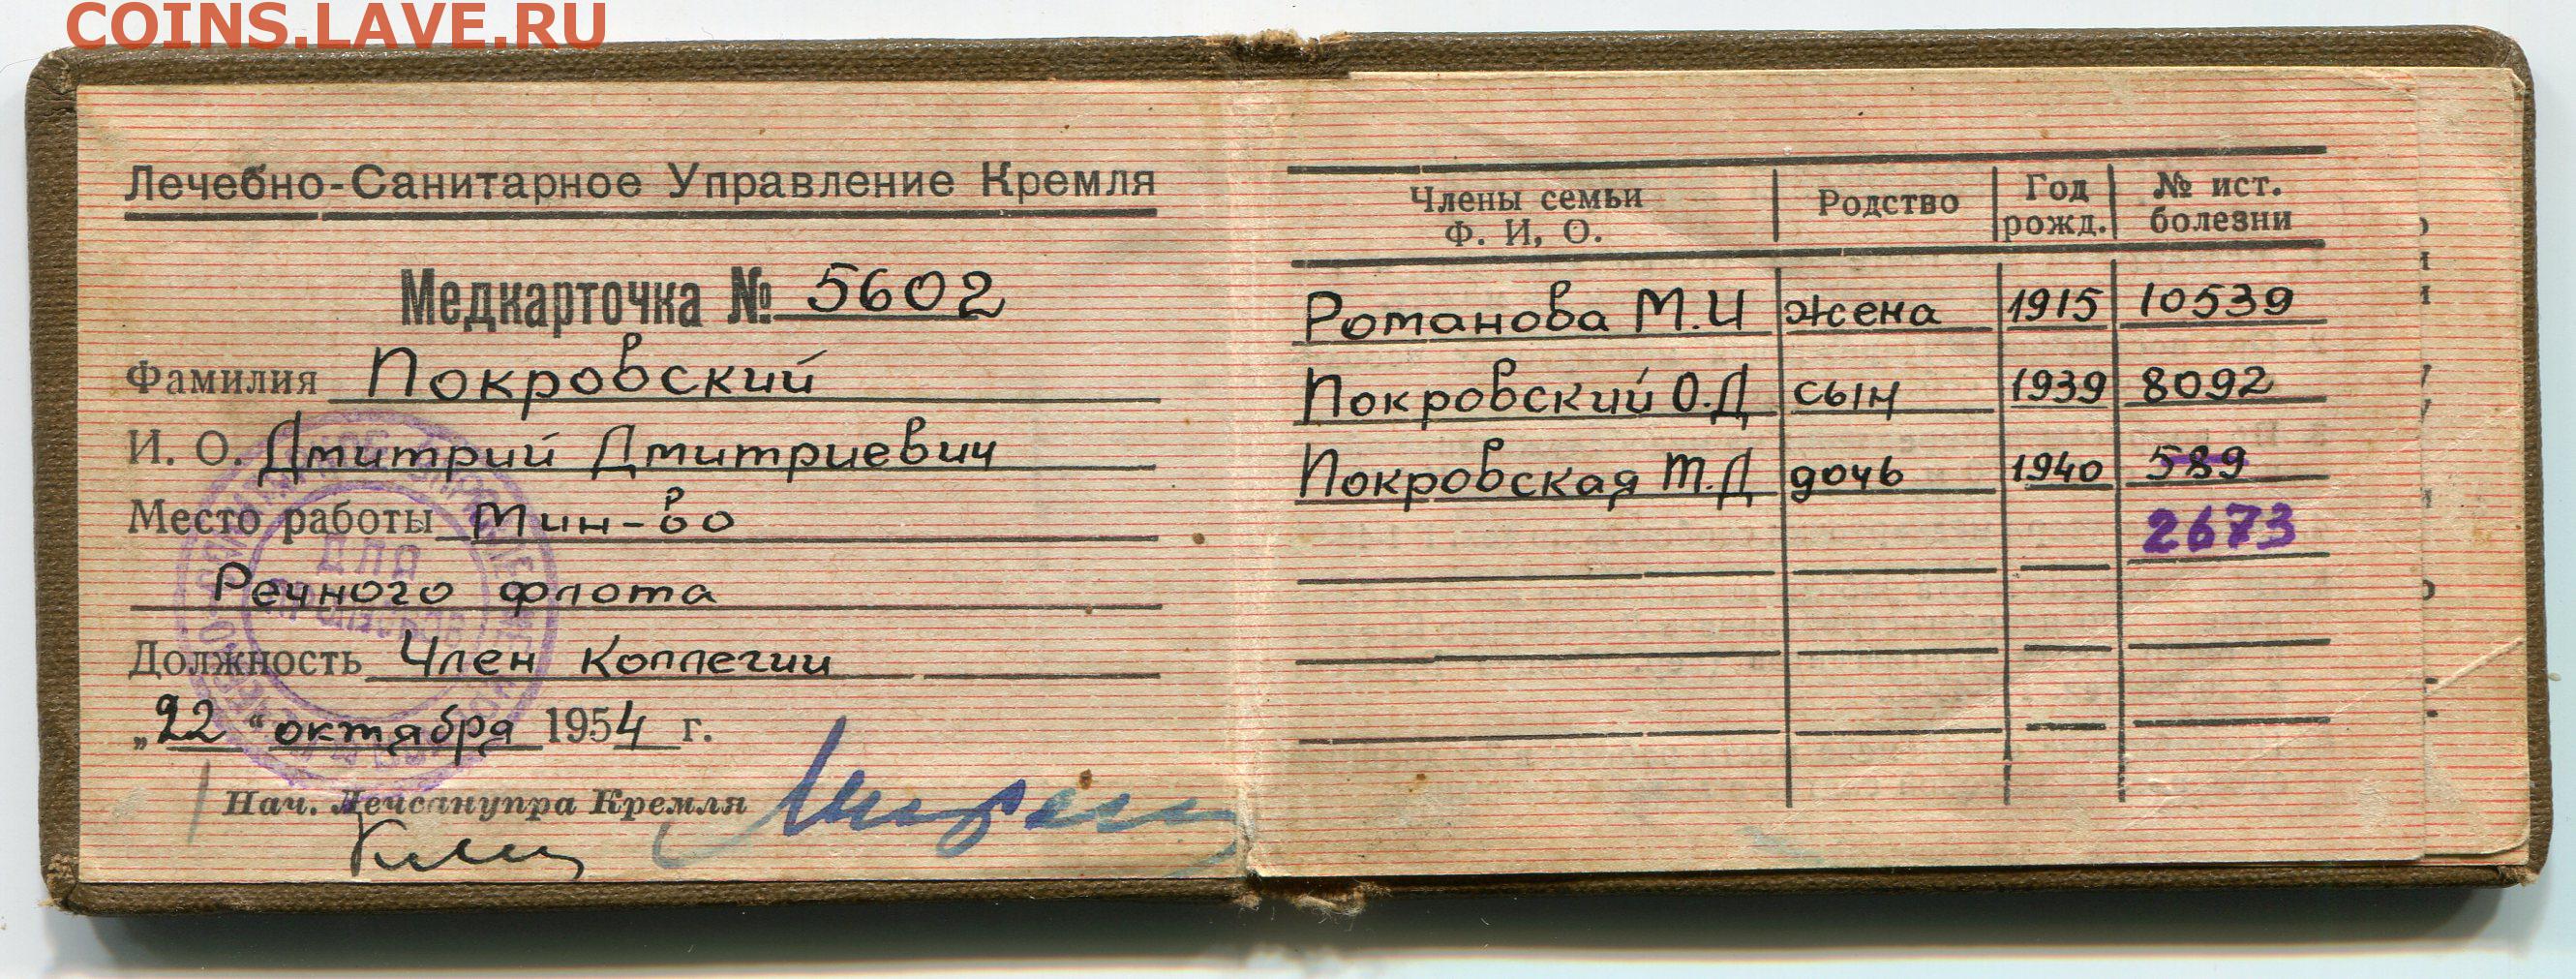 COINS.LAVE.RU
Лечебно-Санитарное Управление Кремля
Медкарточка № 5602
Фамилия Покровский
И. О. Дмитрий Дмитриевич
Место работы Мин-во
Речного флота
Должность Член Коллегии
„22“ октября 1954 г.
Нач. Лечсанупра Кремля
Члены семьи Ф. И, О. | Родство | Год рожд. | № ист. болезни
Романова М.И | жена | 1915 | 10539
Покровский О.Д | сын | 1939 | 8092
Покровская Т.Д | дочь | 1940 | 589
2673